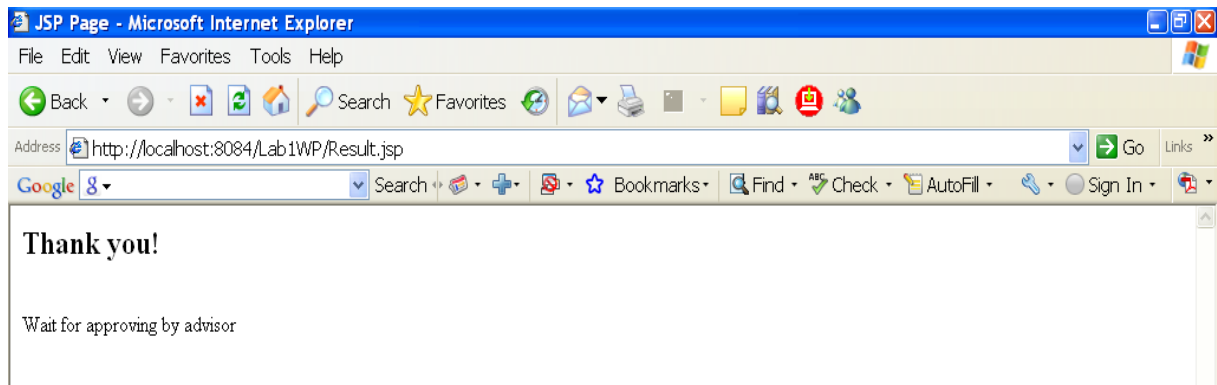 JSP Page - Microsoft Internet Explorer
File Edit View Favorites Tools Help
Back Search Favorites
Address http://localhost:8084/Lab1WP/Result.jsp Go Links »
Google Search Bookmarks Find Check AutoFill Sign In
Thank you!
Wait for approving by advisor